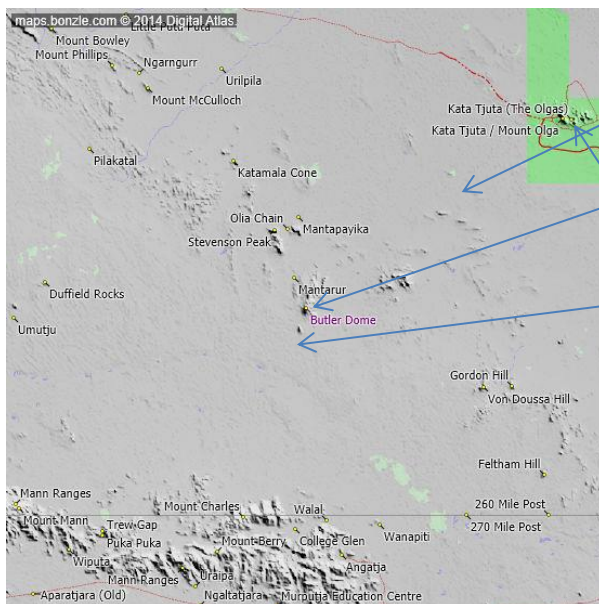 maps.bonzle.com © 2014 Digital Atlas
Little Puta Puta
Mount Bowley
Mount Phillips
Ngarngurr
Urilpila
Mount McCulloch
Kata Tjuta (The Olgas)
Kata Tjuta / Mount Olga
Pilakatal
Katamala Cone
Olia Chain
Mantapayika
Stevenson Peak
Mantarur
Duffield Rocks
Butler Dome
Umutju
Gordon Hill
Von Doussa Hill
Feltham Hill
Mann Ranges
Mount Charles
Walal
260 Mile Post
Mount Mann
Trew Gap
270 Mile Post
Puka Puka
Mount Berry
College Glen
Wanapiti
Wiputa
Angatja
Mann Ranges
Uraipa
Aparatjara (Old)
Ngaltatjara
Murputja Education Centre